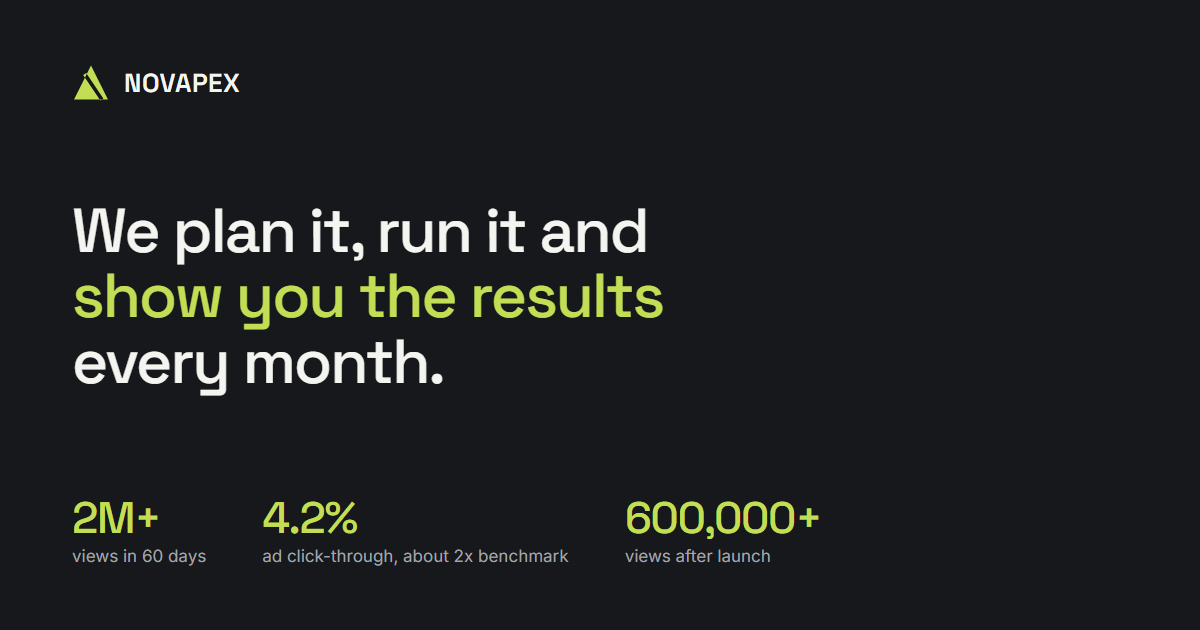 NOVAPEX
We plan it, run it and
show you the results
every month.
2M+
views in 60 days
4.2%
ad click-through, about 2x benchmark
600,000+
views after launch